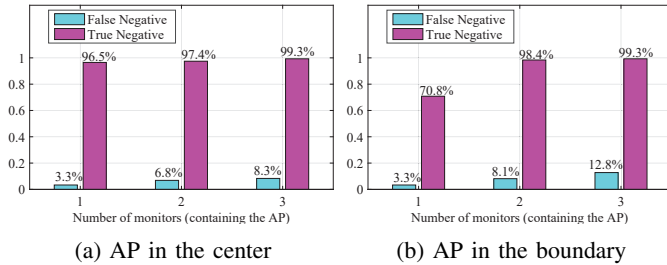 False Negative
True Negative
1
0.8
0.6
0.4
0.2
0
96.5%
97.4%
99.3%
3.3%
6.8%
8.3%
1 2 3
Number of monitors (containing the AP)
(a) AP in the center
False Negative
True Negative
1
0.8
0.6
0.4
0.2
0
70.8%
98.4%
99.3%
3.3%
8.1%
12.8%
1 2 3
Number of monitors (containing the AP)
(b) AP in the boundary